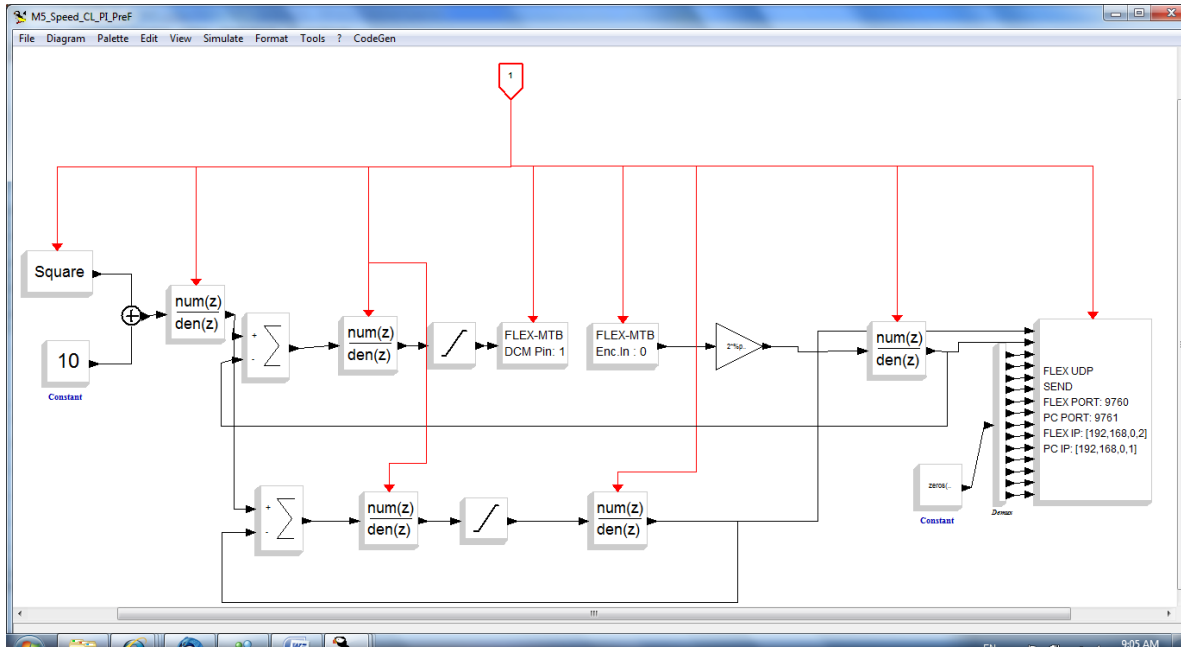 M5_Speed_CL_PI_PreF
File Diagram Palette Edit View Simulate Format Tools ? CodeGen
1
Square
10
Constant
num(z)
den(z)
+
-
Σ
num(z)
den(z)
FLEX-MTB
DCM Pin: 1
FLEX-MTB
Enc.In : 0
num(z)
den(z)
FLEX UDP
SEND
FLEX PORT: 9760
PC PORT: 9761
FLEX IP: [192,168,0,2]
PC IP: [192,168,0,1]
zeros(..
Constant
Demux
+
-
Σ
num(z)
den(z)
num(z)
den(z)
9:05 AM